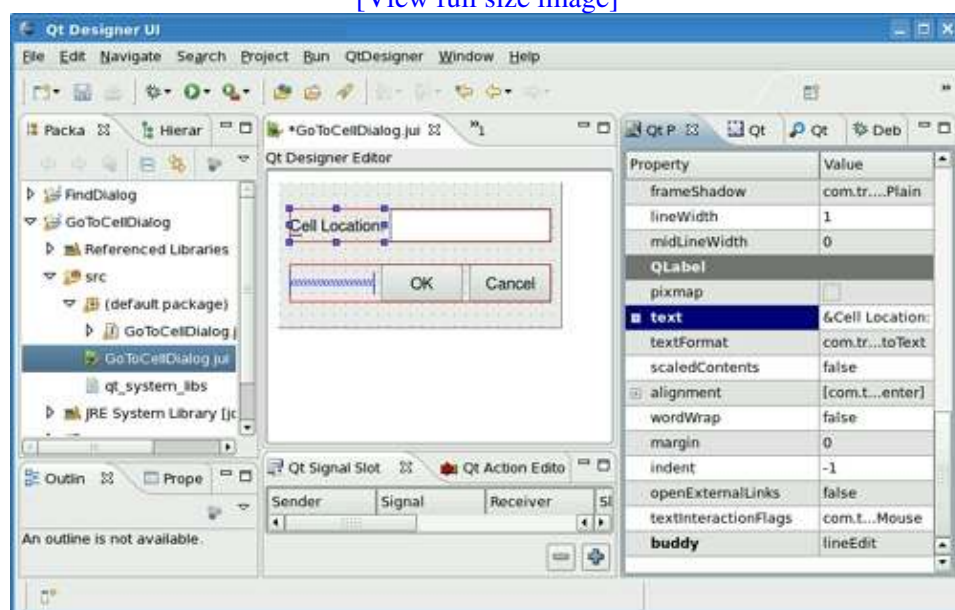 [View full size image]
Qt Designer UI
File Edit Navigate Search Project Run QtDesigner Window Help
Packa
Hierar
FindDialog
GoToCellDialog
Referenced Libraries
src
(default package)
GoToCellDialog.j
GoToCellDialog.jui
qt_system_libs
JRE System Library [jc
Outlin
Prope
An outline is not available.
*GoToCellDialog.jui
»1
Qt Designer Editor
Cell Location:
OK Cancel
Qt Signal Slot
Qt Action Edito
Sender Signal Receiver Sl
Qt P
Qt
Qt
Deb
Property Value
frameShadow com.tr....Plain
lineWidth 1
midLineWidth 0
QLabel
pixmap
text &Cell Location:
textFormat com.tr...toText
scaledContents false
alignment [com.t...enter]
wordWrap false
margin 0
indent -1
openExternalLinks false
textInteractionFlags com.t...Mouse
buddy lineEdit